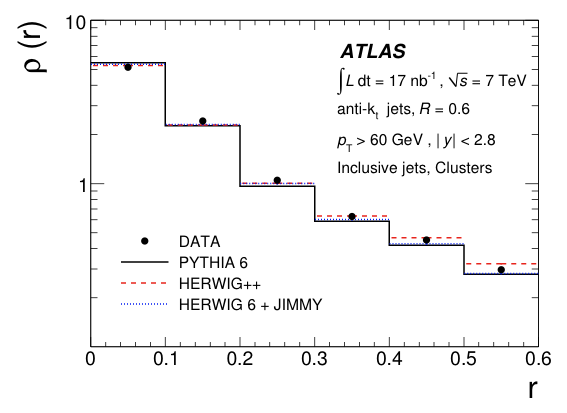 10
ρ (r)
ATLAS
∫L dt = 17 nb⁻¹ , √s = 7 TeV
anti-kₜ jets, R = 0.6
p_T > 60 GeV , | y| < 2.8
Inclusive jets, Clusters
1
DATA
PYTHIA 6
HERWIG++
HERWIG 6 + JIMMY
0 0.1 0.2 0.3 0.4 0.5 0.6
r